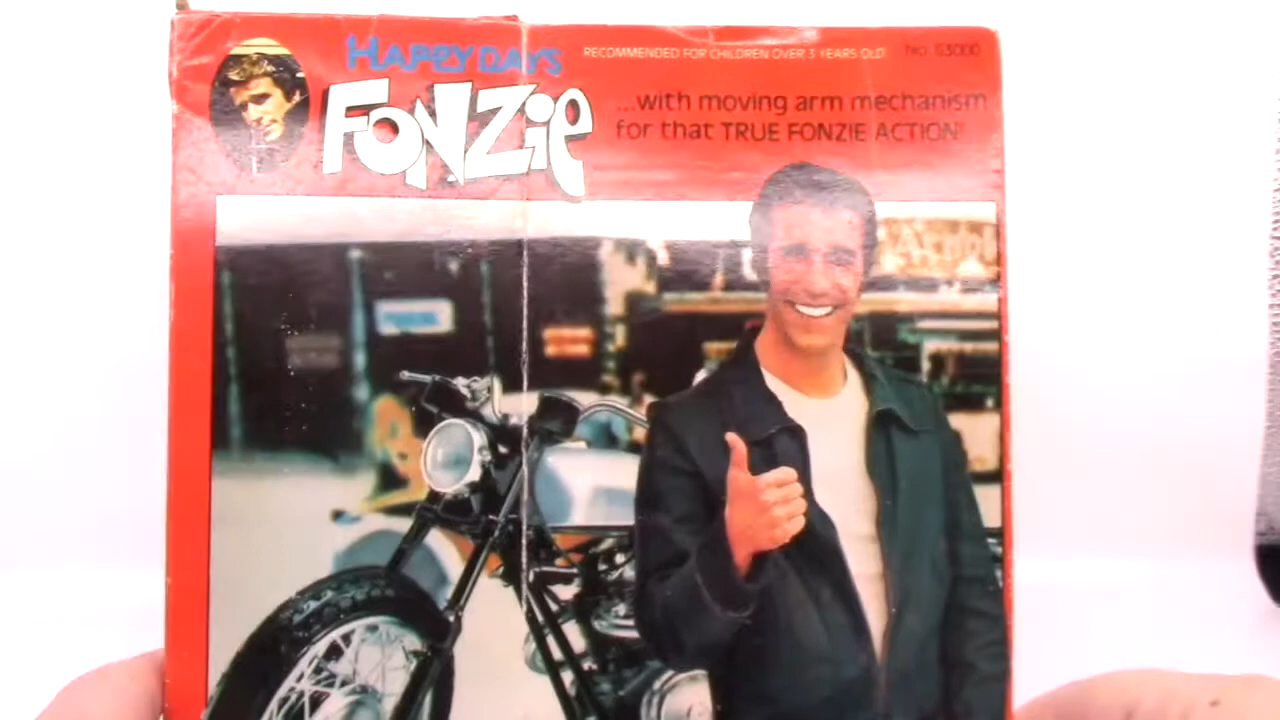 HAPPY DAYS
FONZie
RECOMMENDED FOR CHILDREN OVER 3 YEARS OLD
NO. 63000
...with moving arm mechanism
for that TRUE FONZIE ACTION!